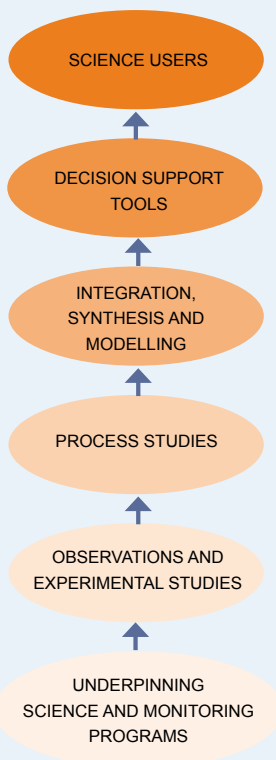 SCIENCE USERS
DECISION SUPPORT
TOOLS
INTEGRATION,
SYNTHESIS AND
MODELLING
PROCESS STUDIES
OBSERVATIONS AND
EXPERIMENTAL STUDIES
UNDERPINNING
SCIENCE AND MONITORING
PROGRAMS